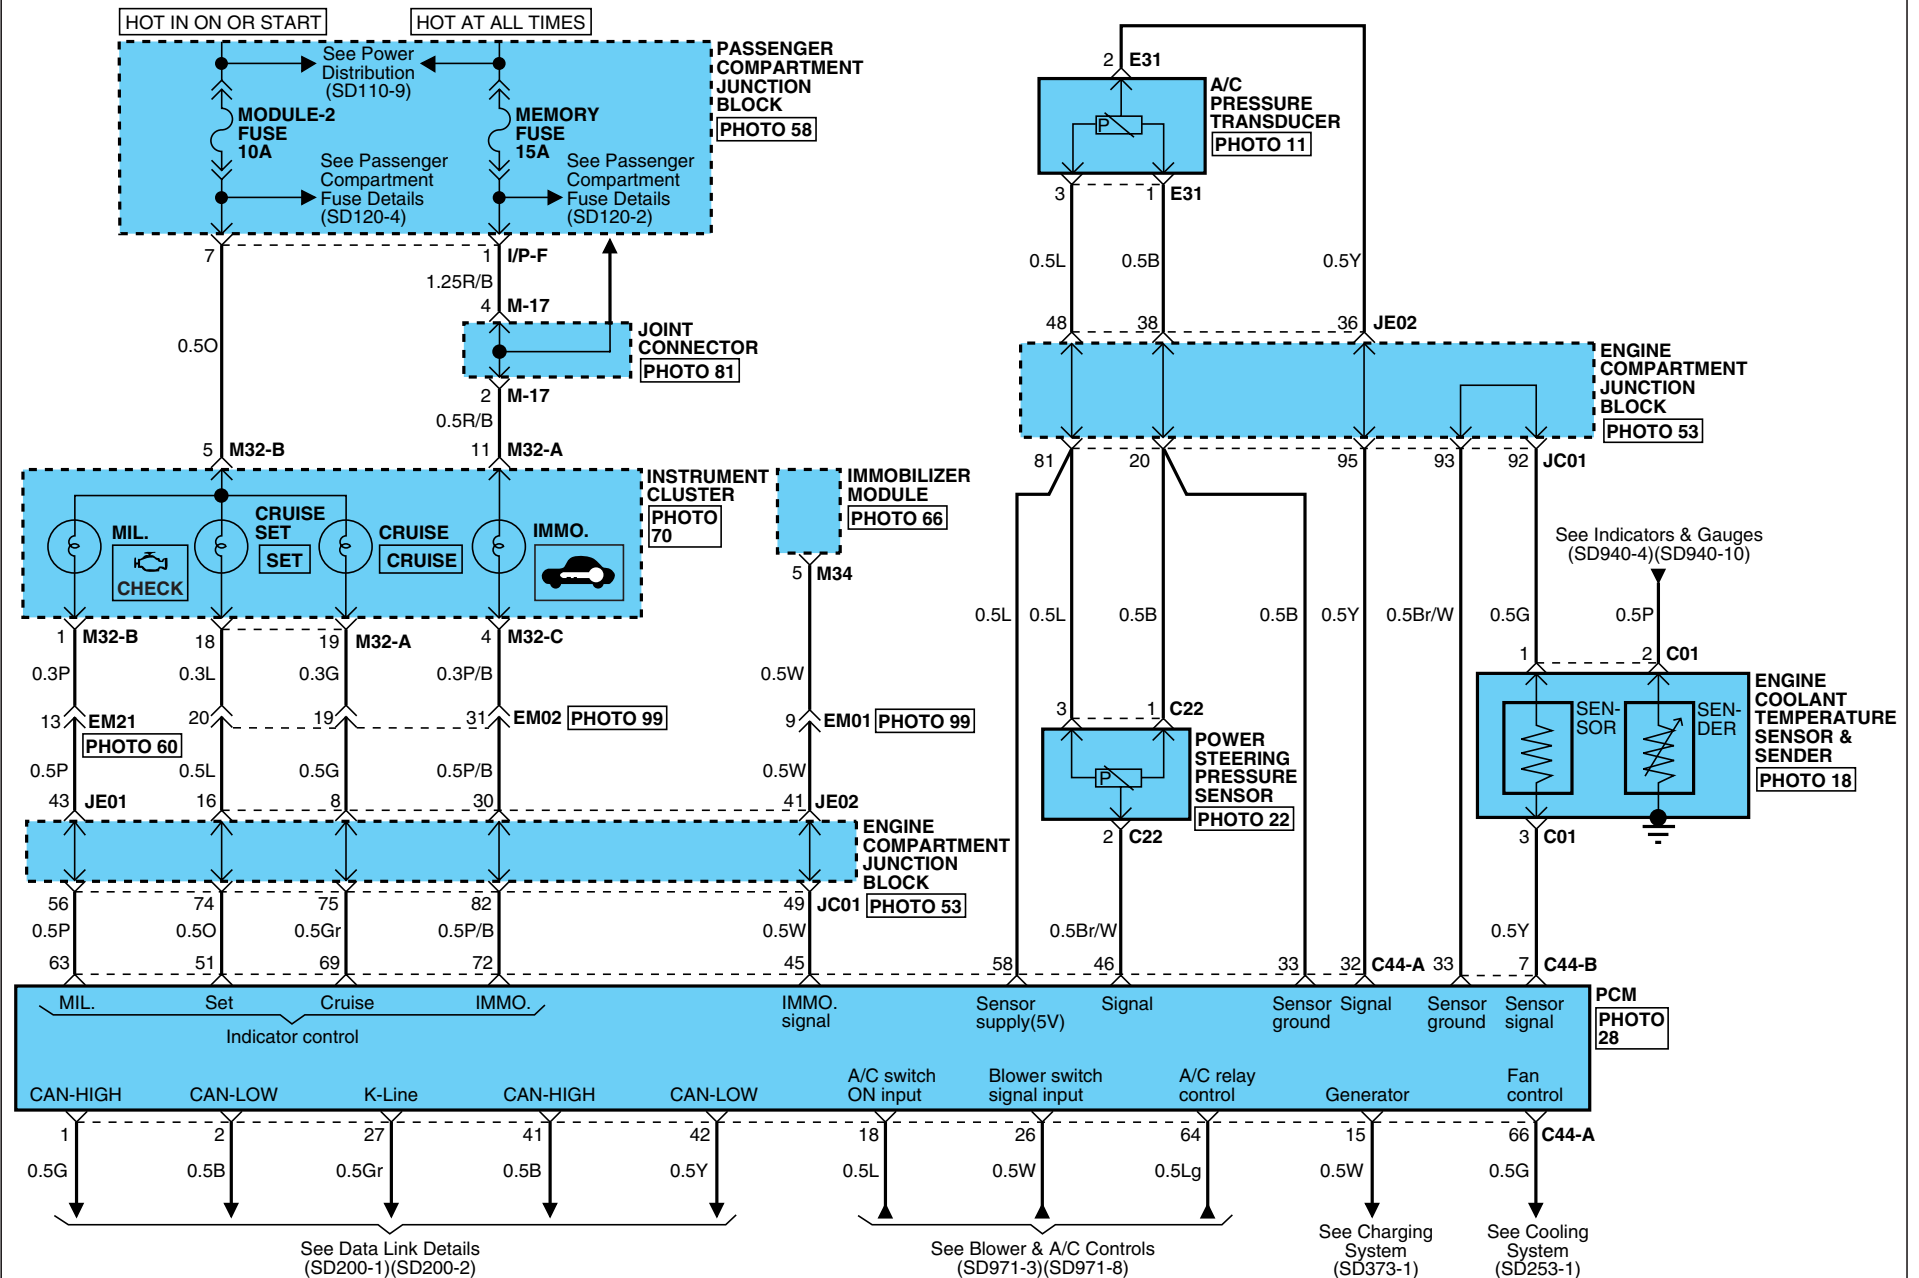 HOT IN ON OR START
HOT AT ALL TIMES
See Power
Distribution
(SD110-9)
MODULE-2
FUSE
10A
MEMORY
FUSE
15A
See Passenger
Compartment
Fuse Details
(SD120-4)
See Passenger
Compartment
Fuse Details
(SD120-2)
PASSENGER
COMPARTMENT
JUNCTION
BLOCK
PHOTO 58
7
1 I/P-F
1.25R/B
4 M-17
0.5O
JOINT
CONNECTOR
PHOTO 81
2 M-17
0.5R/B
5 M32-B
11 M32-A
INSTRUMENT
CLUSTER
PHOTO
70
MIL.
CHECK
CRUISE
SET
SET
CRUISE
CRUISE
IMMO.
IMMOBILIZER
MODULE
PHOTO 66
5 M34
1 M32-B
18
19 M32-A
4 M32-C
0.3P
0.3L
0.3G
0.3P/B
0.5W
13 EM21
PHOTO 60
20
19
31 EM02 PHOTO 99
9 EM01 PHOTO 99
0.5P
0.5L
0.5G
0.5P/B
0.5W
43 JE01
16
8
30
41 JE02
ENGINE
COMPARTMENT
JUNCTION
BLOCK
PHOTO 53
56
74
75
82
49 JC01
0.5P
0.5O
0.5Gr
0.5P/B
0.5W
63
51
69
72
45
2 E31
A/C
PRESSURE
TRANSDUCER
PHOTO 11
3
1 E31
0.5L
0.5B
0.5Y
48
38
36 JE02
ENGINE
COMPARTMENT
JUNCTION
BLOCK
PHOTO 53
81
20
95
93
92 JC01
See Indicators & Gauges
(SD940-4)(SD940-10)
0.5L
0.5L
0.5B
0.5B
0.5Y
0.5Br/W
0.5G
0.5P
3
1 C22
POWER
STEERING
PRESSURE
SENSOR
PHOTO 22
2 C22
1
2 C01
SEN-
SOR
SEN-
DER
ENGINE
COOLANT
TEMPERATURE
SENSOR &
SENDER
PHOTO 18
3 C01
0.5Br/W
0.5Y
58
46
33
32 C44-A
33
7 C44-B
P
P
MIL.
Set
Cruise
IMMO.
Indicator control
IMMO.
signal
Sensor
supply(5V)
Signal
Sensor
ground
Signal
Sensor
ground
Sensor
signal
PCM
PHOTO
28
CAN-HIGH
CAN-LOW
K-Line
CAN-HIGH
CAN-LOW
A/C switch
ON input
Blower switch
signal input
A/C relay
control
Generator
Fan
control
1
2
27
41
42
18
26
64
15
66 C44-A
0.5G
0.5B
0.5Gr
0.5B
0.5Y
0.5L
0.5W
0.5Lg
0.5W
0.5G
See Data Link Details
(SD200-1)(SD200-2)
See Blower & A/C Controls
(SD971-3)(SD971-8)
See Charging
System
(SD373-1)
See Cooling
System
(SD253-1)